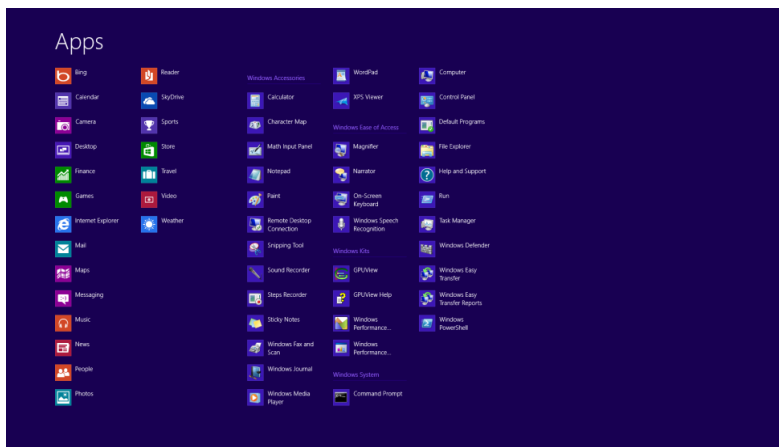 Apps
Bing
Calendar
Camera
Desktop
Finance
Games
Internet Explorer
Mail
Maps
Messaging
Music
News
People
Photos
Reader
SkyDrive
Sports
Store
Travel
Video
Weather
Windows Accessories
Calculator
Character Map
Math Input Panel
Notepad
Paint
Remote Desktop
Connection
Snipping Tool
Sound Recorder
Steps Recorder
Sticky Notes
Windows Fax and
Scan
Windows Journal
Windows Media
Player
WordPad
XPS Viewer
Windows Ease of Access
Magnifier
Narrator
On-Screen
Keyboard
Windows Speech
Recognition
Windows Kits
GPUView
GPUView Help
Windows
Performance...
Windows
Performance...
Windows System
Command Prompt
Computer
Control Panel
Default Programs
File Explorer
Help and Support
Run
Task Manager
Windows Defender
Windows Easy
Transfer
Windows Easy
Transfer Reports
Windows
PowerShell